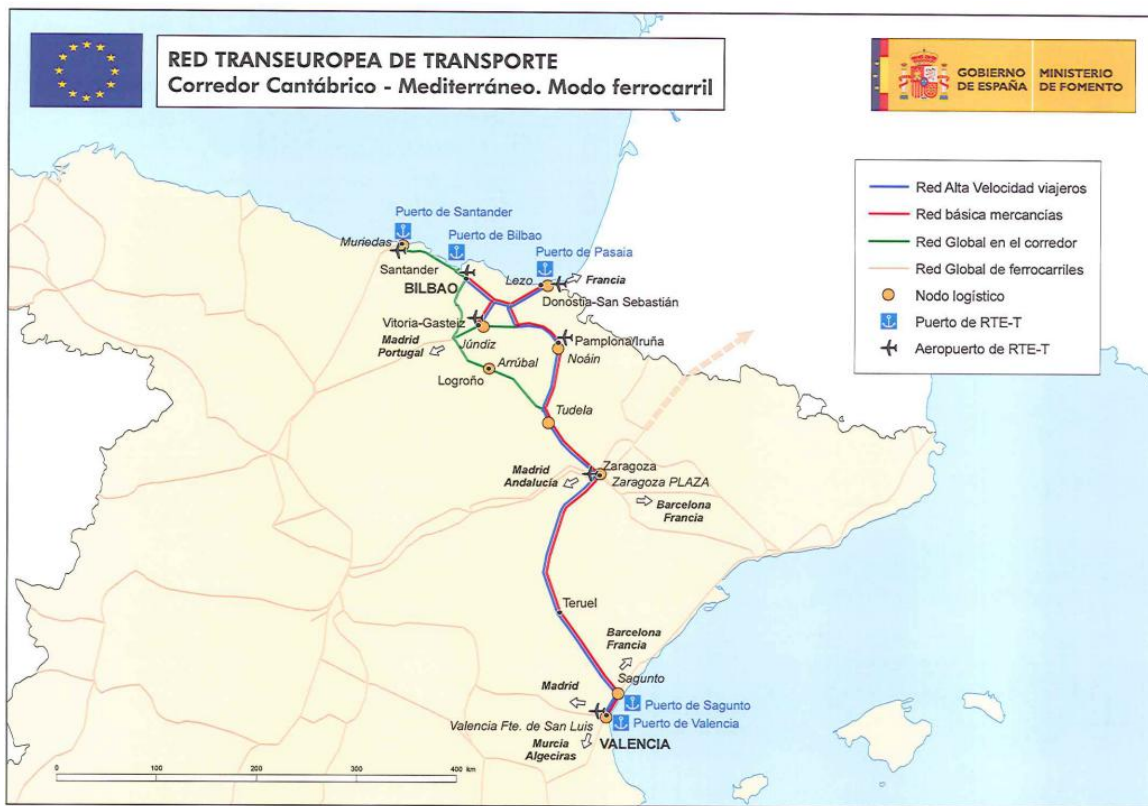 RED TRANSEUROPEA DE TRANSPORTE
Corredor Cantábrico - Mediterráneo. Modo ferrocarril
GOBIERNO
DE ESPAÑA
MINISTERIO
DE FOMENTO
Red Alta Velocidad viajeros
Red básica mercancías
Red Global en el corredor
Red Global de ferrocarriles
Nodo logístico
Puerto de RTE-T
Aeropuerto de RTE-T
Puerto de Santander
Muriedas
Puerto de Bilbao
Puerto de Pasaia
Santander
BILBAO
Lezo
Francia
Donostia-San Sebastián
Vitoria-Gasteiz
Madrid
Portugal
Júndiz
Pamplona/Iruña
Noáin
Arrúbal
Logroño
Tudela
Zaragoza
Madrid
Andalucía
Zaragoza PLAZA
Barcelona
Francia
Teruel
Barcelona
Francia
Sagunto
Madrid
Puerto de Sagunto
Valencia Fte. de San Luis
Puerto de Valencia
Murcia
Algeciras
VALENCIA
0 100 200 400 km